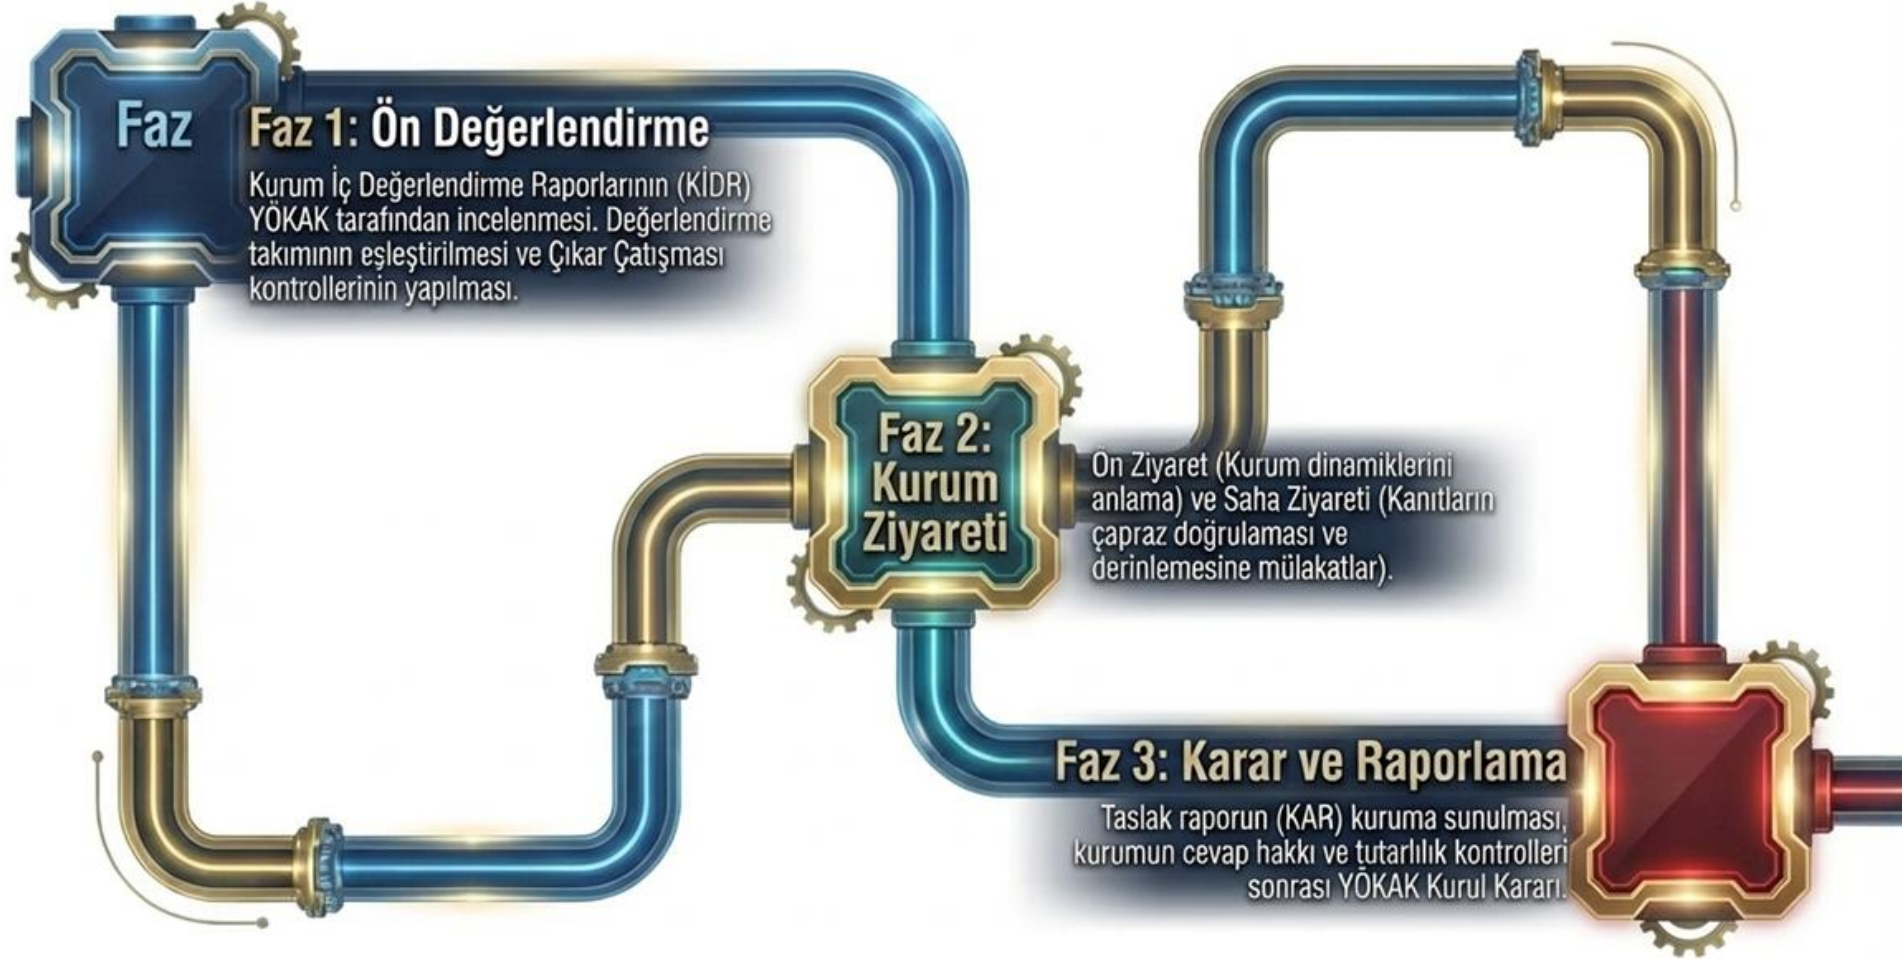 Faz
Faz 1: Ön Değerlendirme
Kurum İç Değerlendirme Raporlarının (KİDR)
YÖKAK tarafından incelenmesi. Değerlendirme
takımının eşleştirilmesi ve Çıkar Çatışması
kontrollerinin yapılması.
Faz 2:
Kurum
Ziyareti
Ön Ziyaret (Kurum dinamiklerini
anlama) ve Saha Ziyareti (Kanıtların
çapraz doğrulaması ve
derinlemesine mülakatlar).
Faz 3: Karar ve Raporlama
Taslak raporun (KAR) kuruma sunulması,
kurumun cevap hakkı ve tutarlılık kontrolleri
sonrası YÖKAK Kurul Kararı.